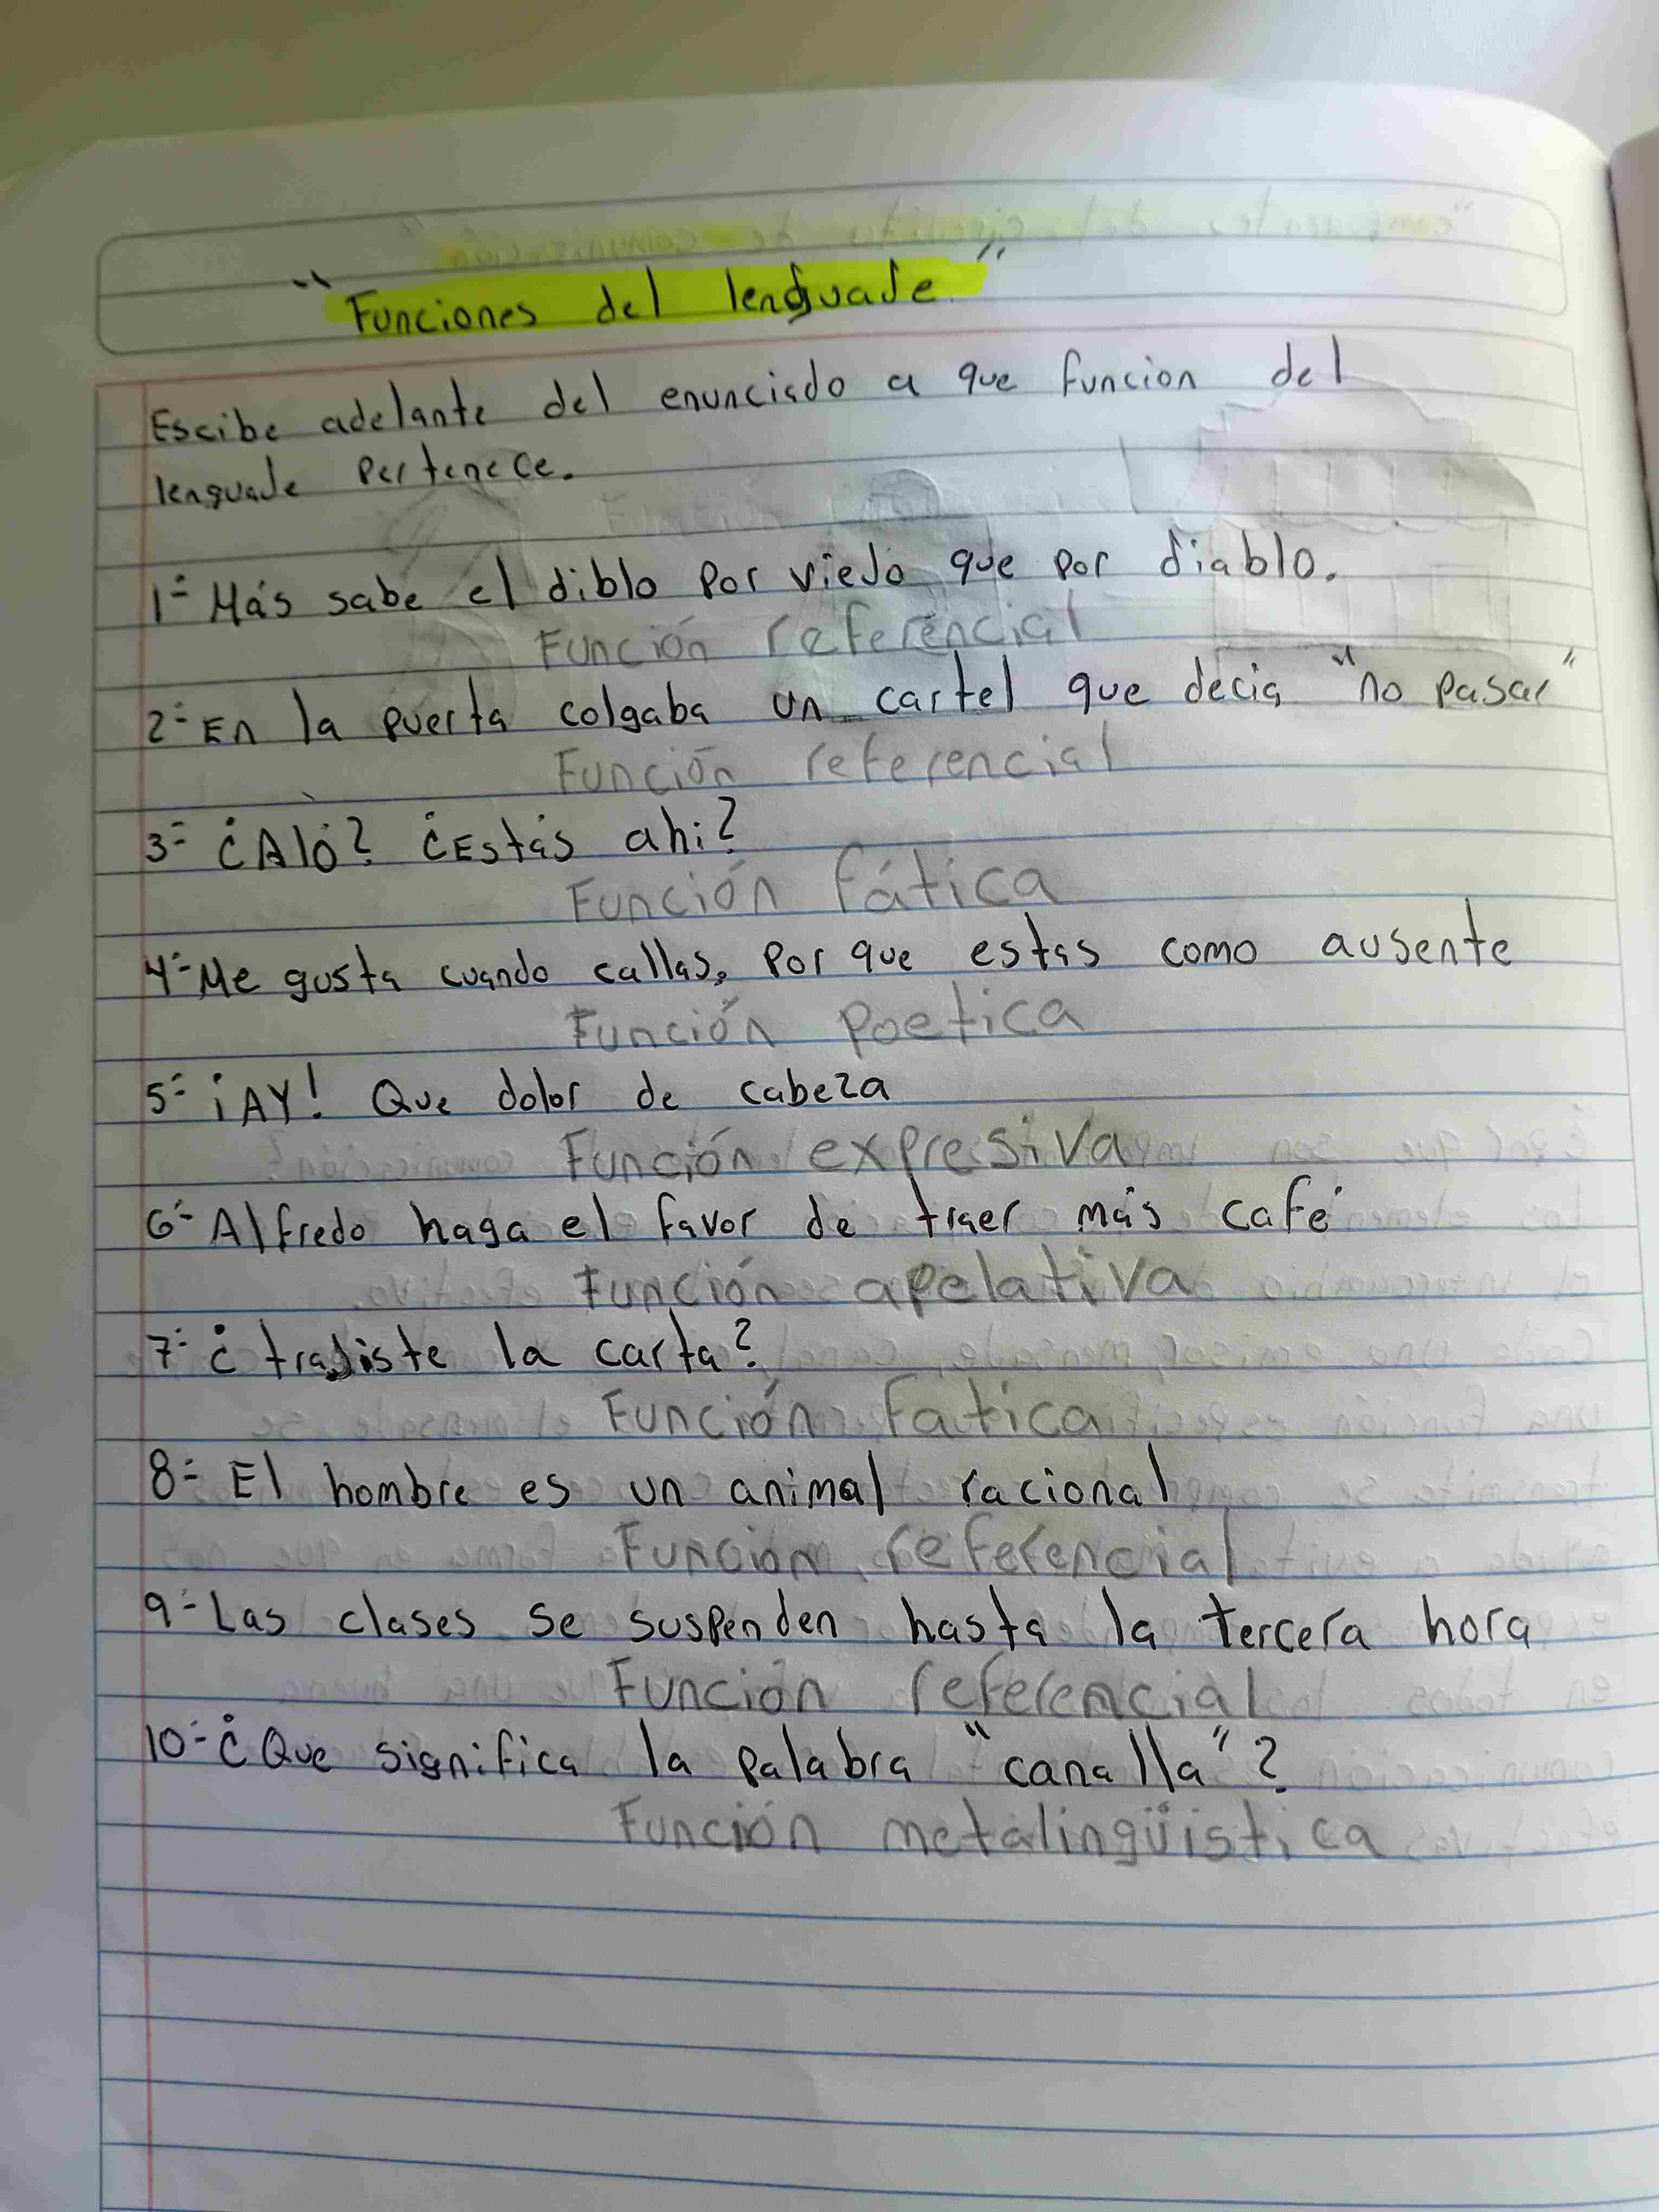 "Funciones del lenguaje"
Escibe adelante del enunciado a que funcion del
lenguaje pertenece.
1- Más sabe el diblo por viejo que por diablo.
Función referencial
2- En la puerta colgaba un cartel que decia "no pasar"
Función referencial
3- ¿Aló? ¿Estás ahi?
Función fática
4- Me gusta cuando callas, por que estas como ausente
Función poetica
5- ¡AY! Que dolor de cabeza
Función expresiva
6- Alfredo haga el favor de traer más café
Función apelativa
7- ¿trajiste la carta?
Función fatica
8- El hombre es un animal racional
Función referencial
9- Las clases se suspenden hasta la tercera hora
Función referencial
10- ¿Que significa la palabra "canalla"?
Función metalingüistica